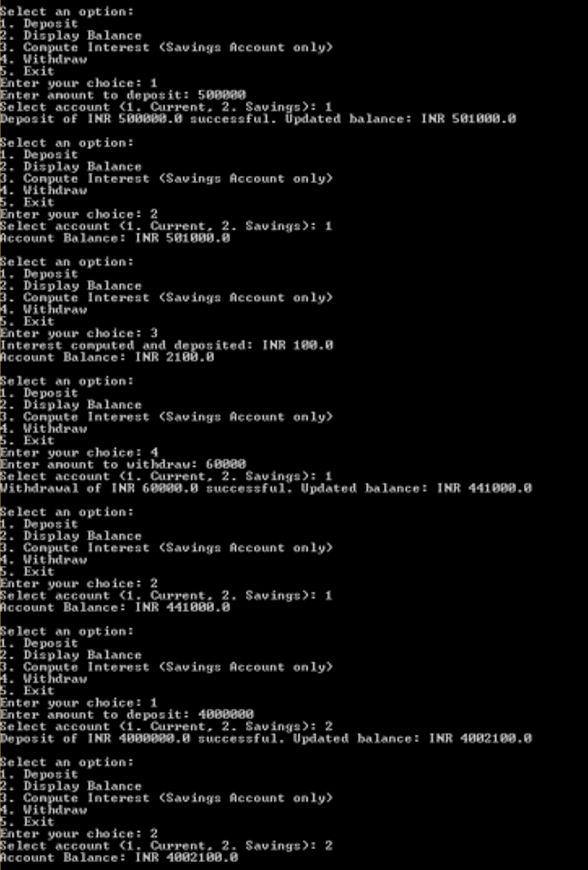 Select an option:
1. Deposit
2. Display Balance
3. Compute Interest (Savings Account only)
4. Withdraw
5. Exit
Enter your choice: 1
Enter amount to deposit: 500000
Select account (1. Current, 2. Savings): 1
Deposit of INR 500000.0 successful. Updated balance: INR 501000.0
Select an option:
1. Deposit
2. Display Balance
3. Compute Interest (Savings Account only)
4. Withdraw
5. Exit
Enter your choice: 2
Select account (1. Current, 2. Savings): 1
Account Balance: INR 501000.0
Select an option:
1. Deposit
2. Display Balance
3. Compute Interest (Savings Account only)
4. Withdraw
5. Exit
Enter your choice: 3
Interest computed and deposited: INR 100.0
Account Balance: INR 2100.0
Select an option:
1. Deposit
2. Display Balance
3. Compute Interest (Savings Account only)
4. Withdraw
5. Exit
Enter your choice: 4
Enter amount to withdraw: 60000
Select account (1. Current, 2. Savings): 1
Withdrawal of INR 60000.0 successful. Updated balance: INR 441000.0
Select an option:
1. Deposit
2. Display Balance
3. Compute Interest (Savings Account only)
4. Withdraw
5. Exit
Enter your choice: 2
Select account (1. Current, 2. Savings): 1
Account Balance: INR 441000.0
Select an option:
1. Deposit
2. Display Balance
3. Compute Interest (Savings Account only)
4. Withdraw
5. Exit
Enter your choice: 1
Enter amount to deposit: 4000000
Select account (1. Current, 2. Savings): 2
Deposit of INR 4000000.0 successful. Updated balance: INR 4002100.0
Select an option:
1. Deposit
2. Display Balance
3. Compute Interest (Savings Account only)
4. Withdraw
5. Exit
Enter your choice: 2
Select account (1. Current, 2. Savings): 2
Account Balance: INR 4002100.0